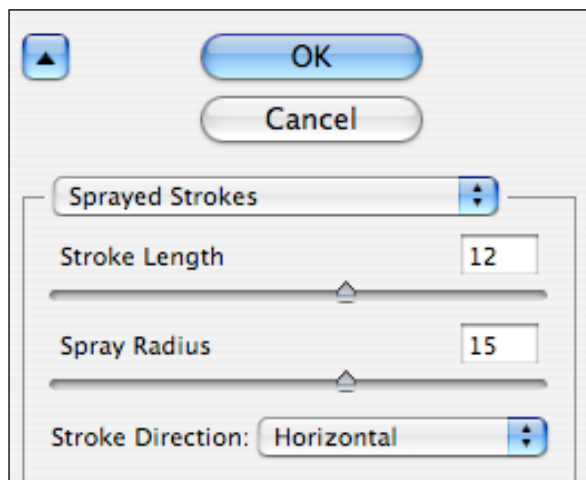 OK
Cancel
Sprayed Strokes
Stroke Length 12
Spray Radius 15
Stroke Direction: Horizontal